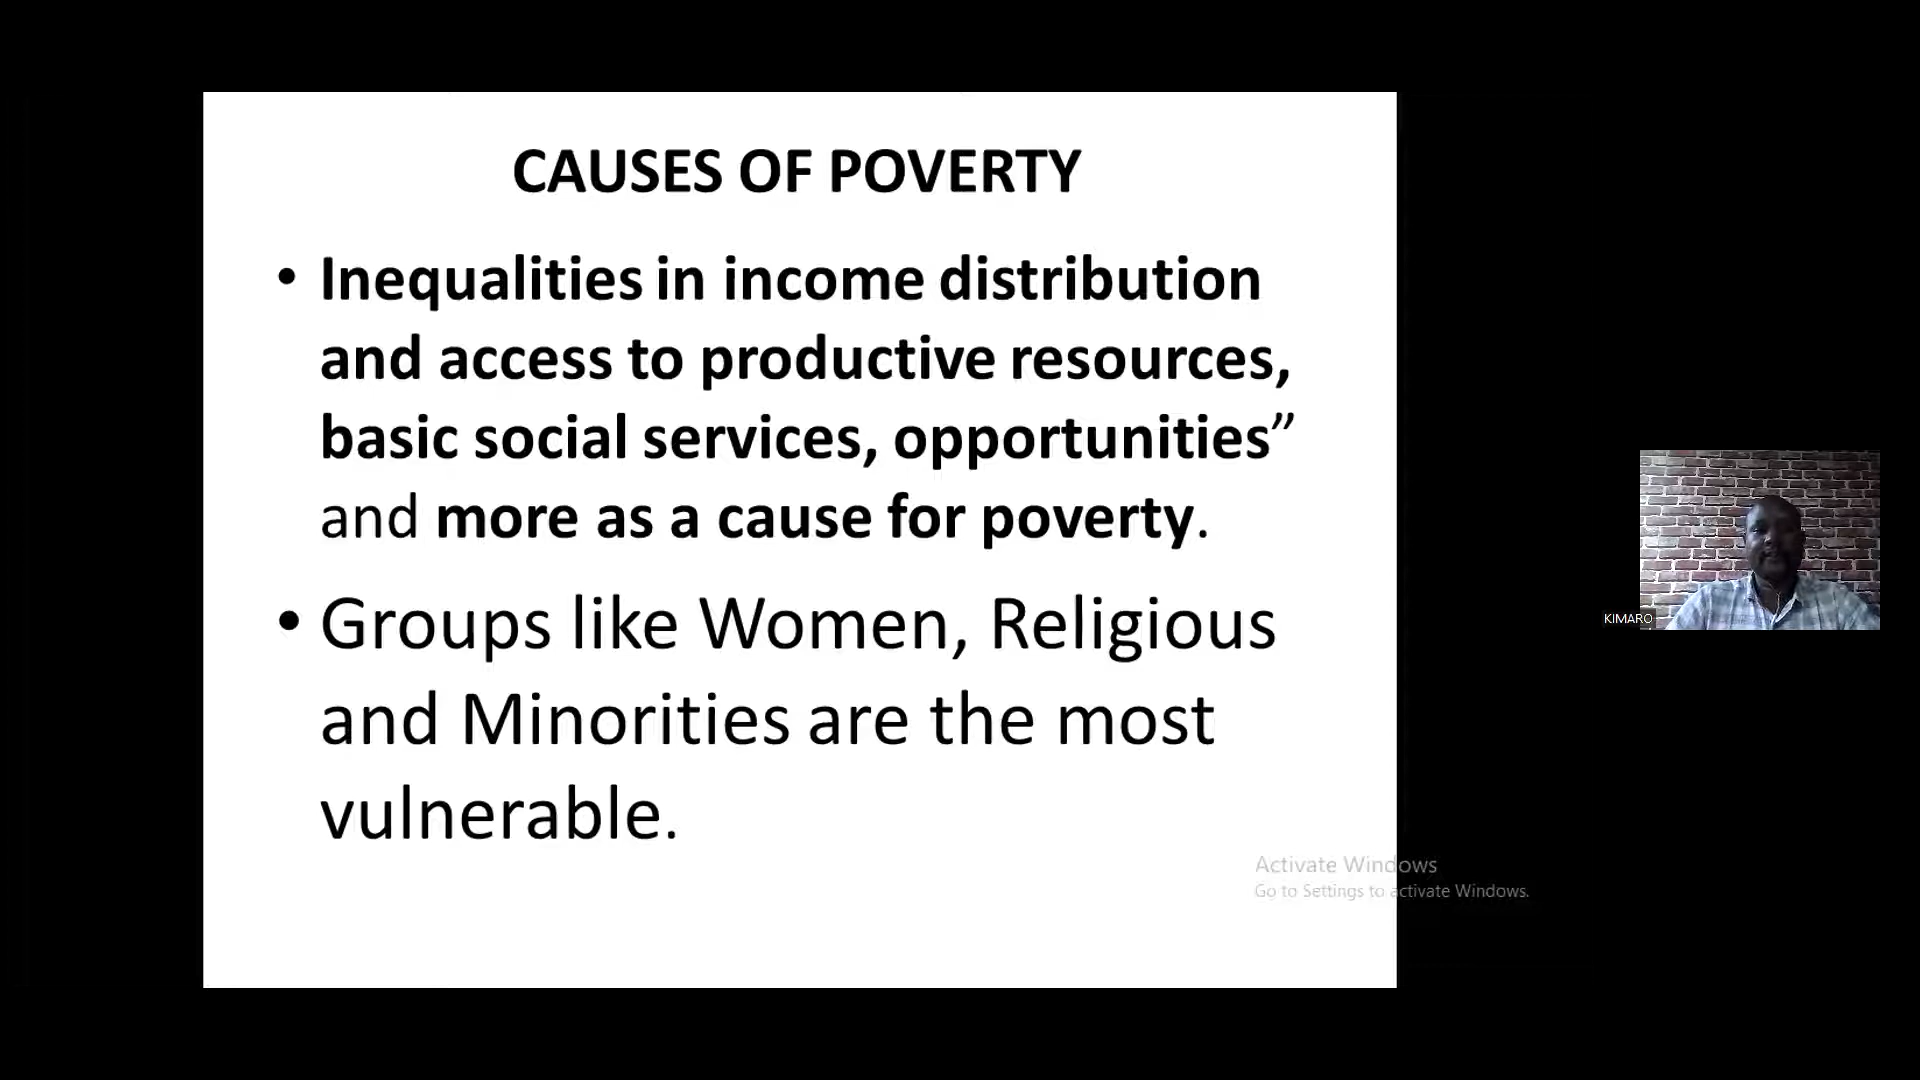 CAUSES OF POVERTY
• Inequalities in income distribution
and access to productive resources,
basic social services, opportunities”
and more as a cause for poverty.
• Groups like Women, Religious
and Minorities are the most
vulnerable.
KIMARO
Activate Windows
Go to Settings to activate Windows.